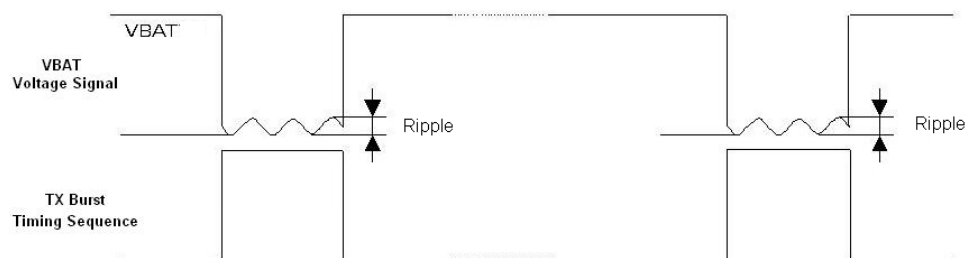 VBAT
VBAT
Voltage Signal
Ripple
Ripple
TX Burst
Timing Sequence